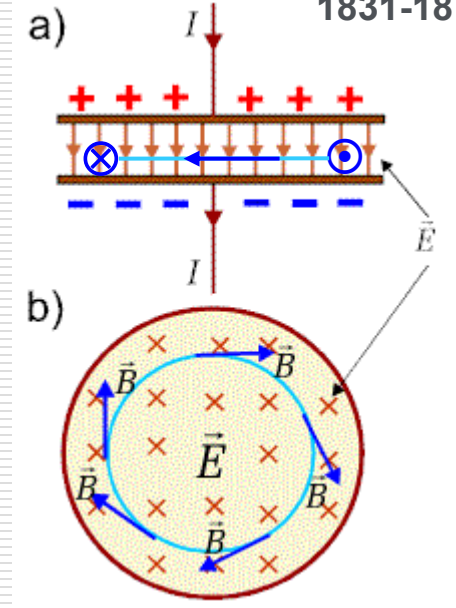 1831-18
a)
I
+ + + + + +
− − − − − −
I
E⃗
b)
B⃗
B⃗
E⃗
B⃗
B⃗
B⃗